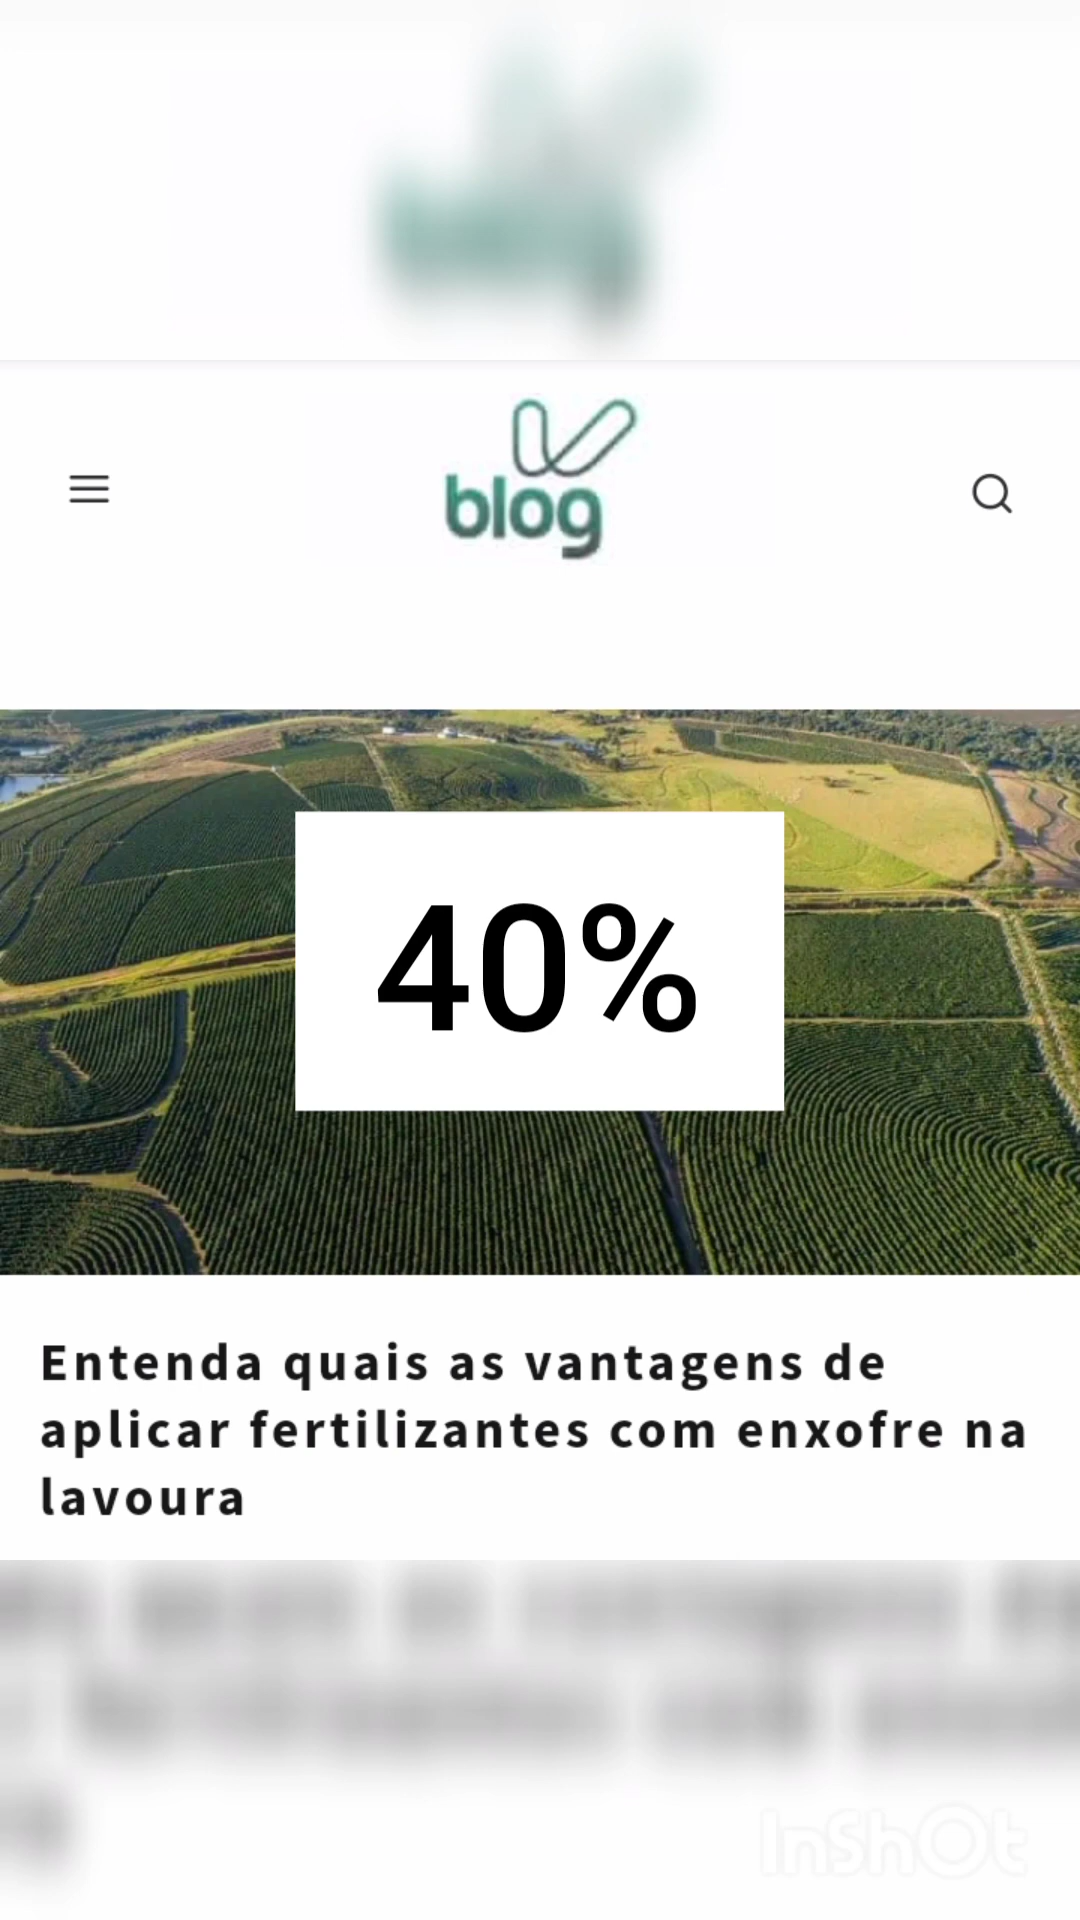 blog
40%
Entenda quais as vantagens de
aplicar fertilizantes com enxofre na
lavoura
InShOt